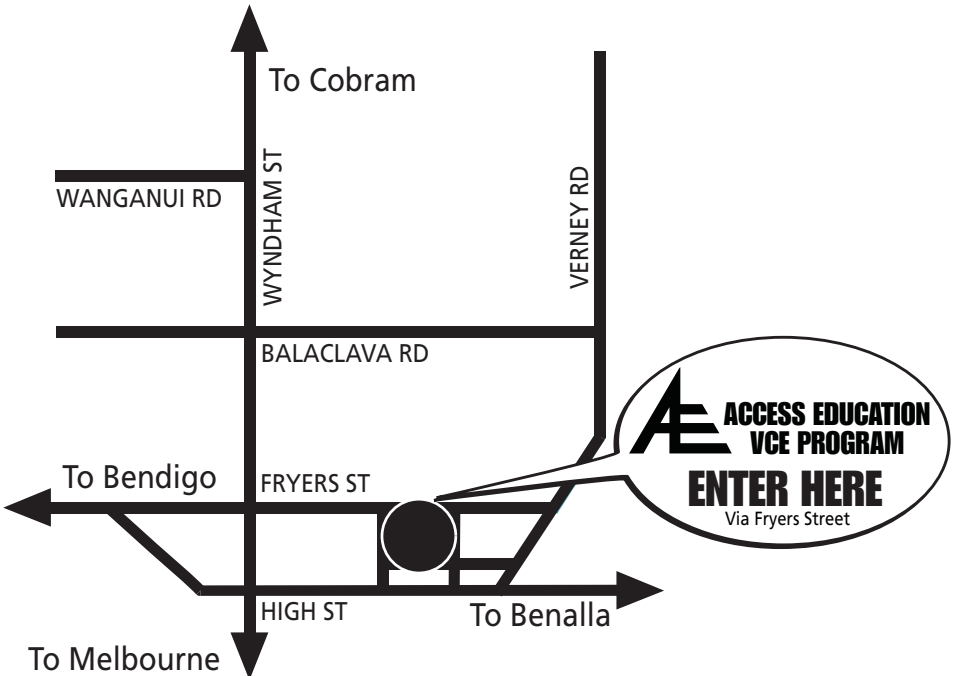 To Cobram
WYNDHAM ST
WANGANUI RD
VERNEY RD
BALACLAVA RD
AE ACCESS EDUCATION
VCE PROGRAM
ENTER HERE
Via Fryers Street
To Bendigo
FRYERS ST
HIGH ST
To Benalla
To Melbourne